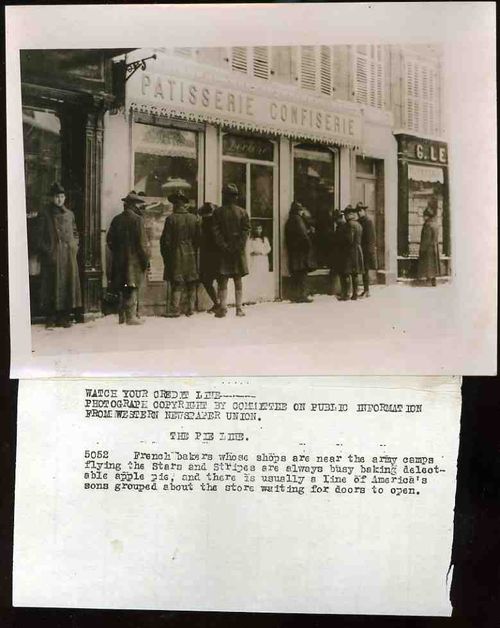 PATISSERIE CONFISERIE
G. LE
WATCH YOUR CREDIT LINE-----
PHOTOGRAPH COPYRIGHT BY COMMITTEE ON PUBLIC INFORMATION
FROM WESTERN NEWSPAPER UNION.
THE PIE LINE.
5052 French bakers whose shops are near the army camps
flying the Stars and Stripes are always busy baking delect-
able apple pie, and there is usually a line of America's
sons grouped about the store waiting for doors to open.